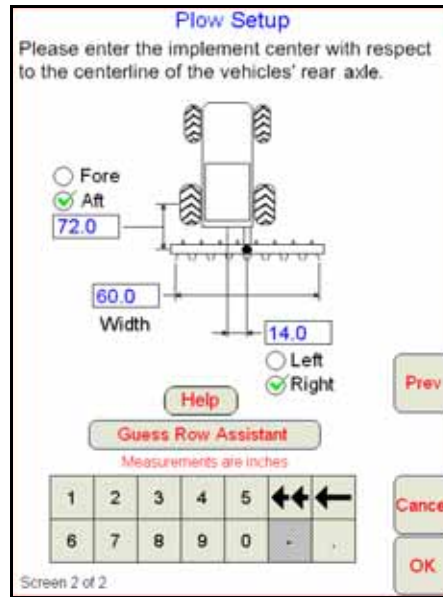 Plow Setup
Please enter the implement center with respect
to the centerline of the vehicles' rear axle.
Fore
Aft
72.0
60.0
Width
14.0
Left
Right
Prev
Help
Guess Row Assistant
Measurements are inches
1 2 3 4 5
Cance
6 7 8 9 0 - .
OK
Screen 2 of 2